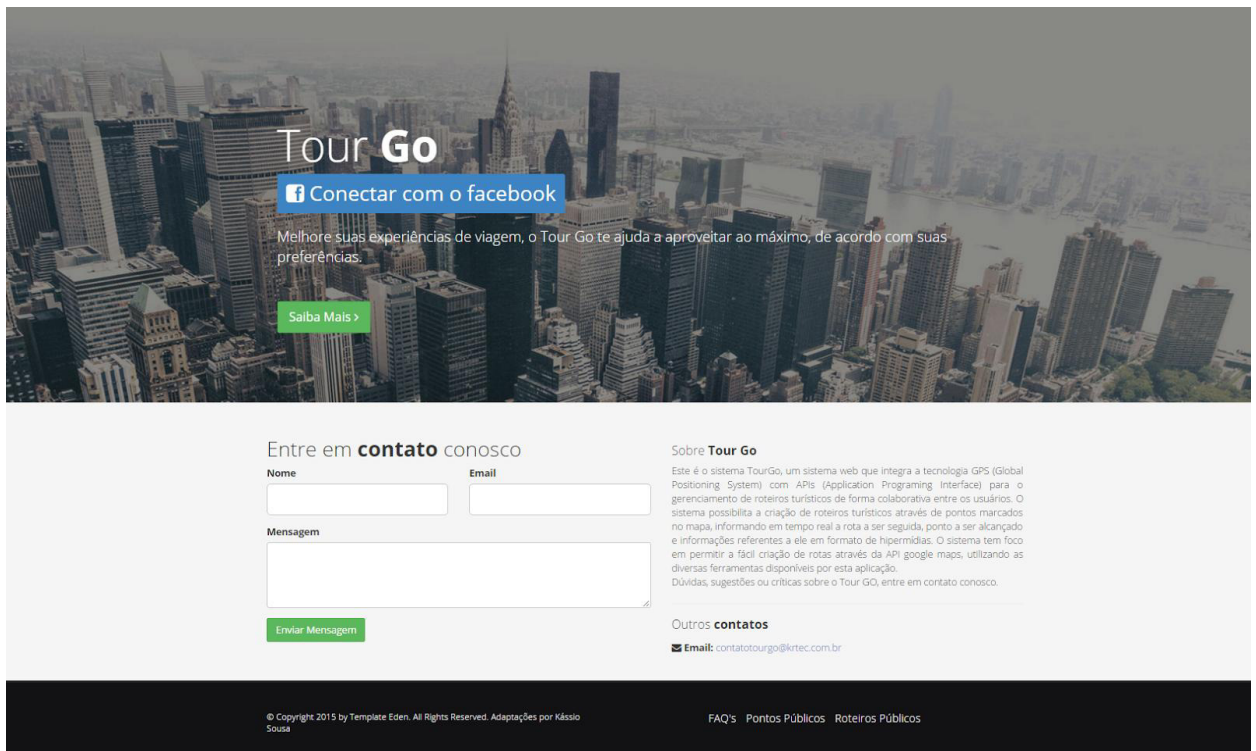 Tour Go
Conectar com o facebook
Melhore suas experiências de viagem, o Tour Go te ajuda a aproveitar ao máximo, de acordo com suas
preferências.
Saiba Mais ›
Entre em contato conosco
Nome
Email
Mensagem
Enviar Mensagem
Sobre Tour Go
Este é o sistema TourGo, um sistema web que integra a tecnologia GPS (Global
Positioning System) com APIs (Application Programing Interface) para o
gerenciamento de roteiros turísticos de forma colaborativa entre os usuários. O
sistema possibilita a criação de roteiros turísticos através de pontos marcados
no mapa, informando em tempo real a rota a ser seguida, ponto a ser alcançado
e informações referentes a ele em formato de hipermídias. O sistema tem foco
em permitir a fácil criação de rotas através da API google maps, utilizando as
diversas ferramentas disponíveis por esta aplicação.
Dúvidas, sugestões ou críticas sobre o Tour GO, entre em contato conosco.
Outros contatos
Email: contatotourgo@krtec.com.br
© Copyright 2015 by Template Eden. All Rights Reserved. Adaptações por Kássio
Sousa
FAQ's Pontos Públicos Roteiros Públicos